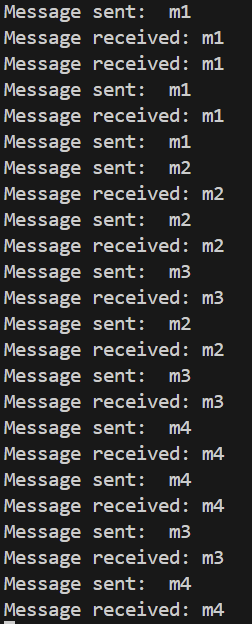 Message sent:  m1
Message received: m1
Message received: m1
Message sent:  m1
Message received: m1
Message sent:  m1
Message sent:  m2
Message received: m2
Message sent:  m2
Message received: m2
Message sent:  m3
Message received: m3
Message sent:  m2
Message received: m2
Message sent:  m3
Message received: m3
Message sent:  m4
Message received: m4
Message sent:  m4
Message received: m4
Message sent:  m3
Message received: m3
Message sent:  m4
Message received: m4